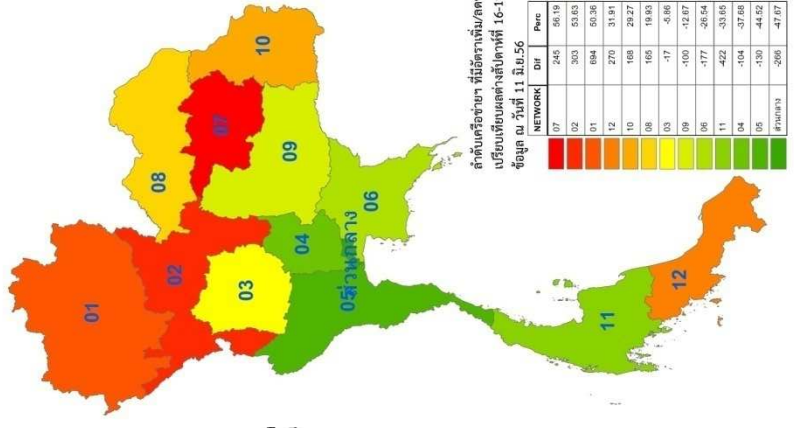 01
02
03
04
05
ส่วนกลาง
06
07
08
09
10
11
12
ลำดับเครือข่ายฯ ที่มีอัตราเพิ่ม/ลด
เปรียบเทียบผลต่างสัปดาห์ที่ 16-1
ข้อมูล ณ วันที่ 11 มิ.ย.56
NETWORK Dif Perc
07 245 56.19
02 303 53.63
01 694 50.36
12 270 31.91
10 168 29.27
08 165 19.93
03 -17 -5.86
09 -100 -12.67
06 -177 -26.54
11 -422 -33.65
04 -104 -37.68
05 -130 -44.52
ส่วนกลาง -266 -47.67